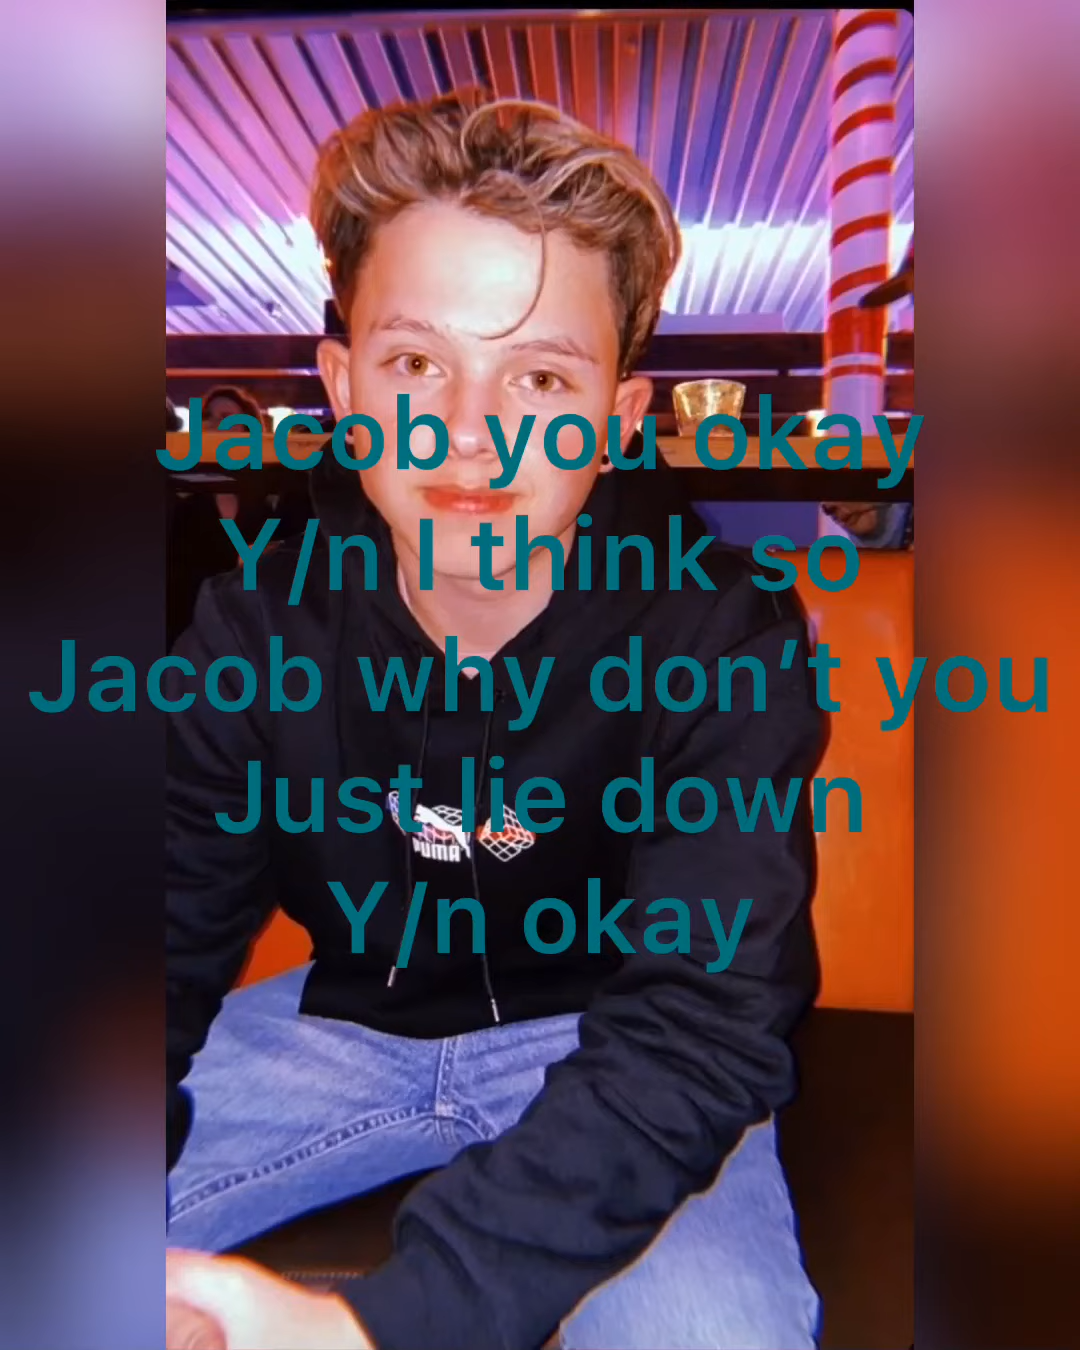 Jacob you okay
Y/n I think so
Jacob why don’t you
Just lie down
Y/n okay
PUMA